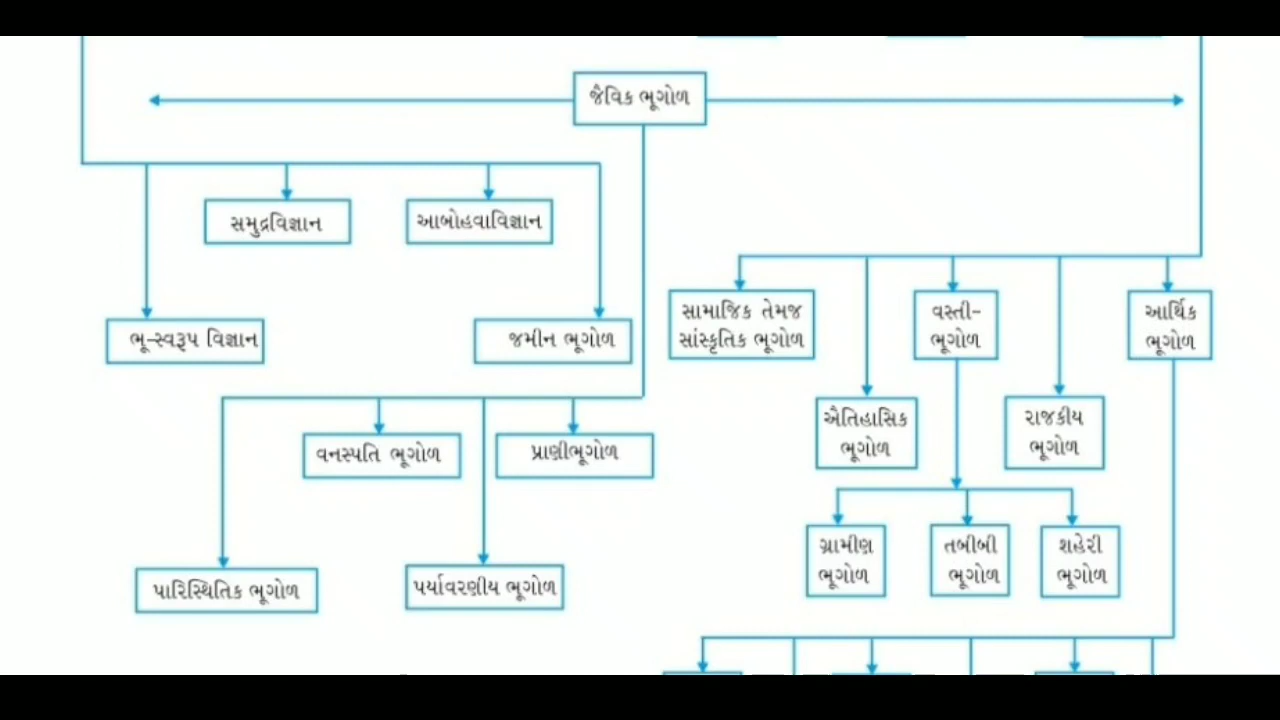 જૈવિક ભૂગોળ
સમુદ્રવિજ્ઞાન
આબોહવાવિજ્ઞાન
ભૂ-સ્વરૂપ વિજ્ઞાન
જમીન ભૂગોળ
સામાજિક તેમજ
સાંસ્કૃતિક ભૂગોળ
વસ્તી-
ભૂગોળ
આર્થિક
ભૂગોળ
ઐતિહાસિક
ભૂગોળ
રાજકીય
ભૂગોળ
વનસ્પતિ ભૂગોળ
પ્રાણીભૂગોળ
ગ્રામીણ
ભૂગોળ
તબીબી
ભૂગોળ
શહેરી
ભૂગોળ
પારિસ્થિતિક ભૂગોળ
પર્યાવરણીય ભૂગોળ